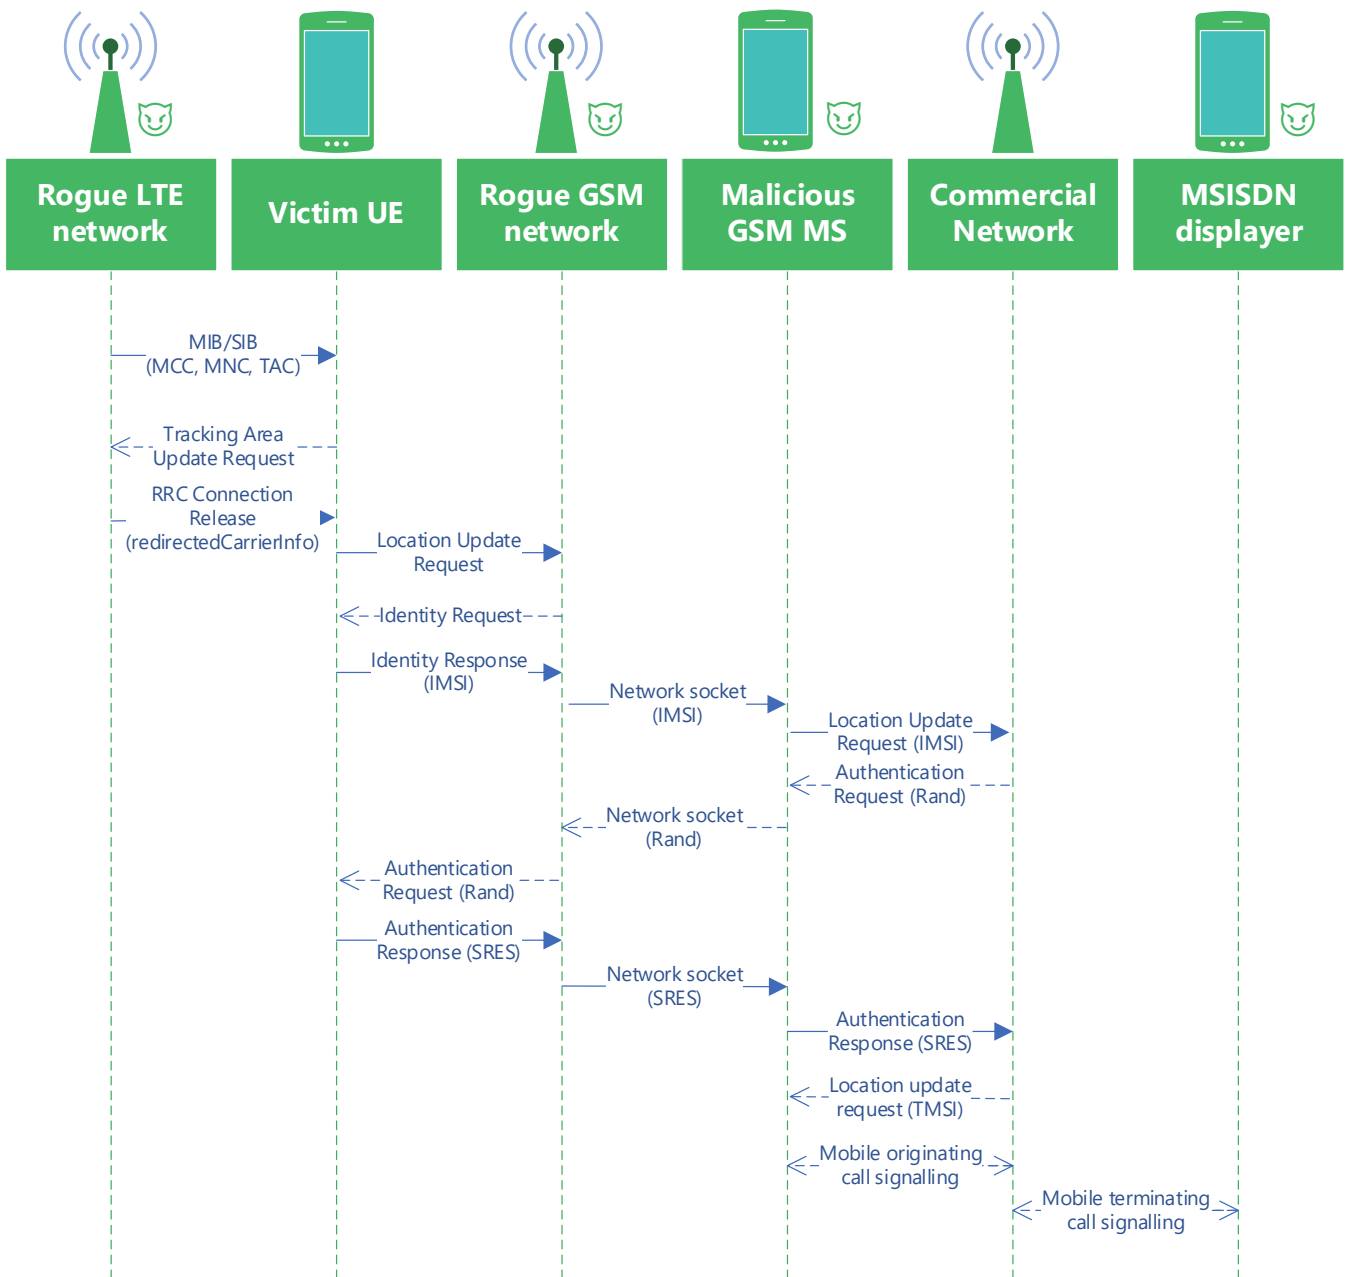 Rogue LTE
network
Victim UE
Rogue GSM
network
Malicious
GSM MS
Commercial
Network
MSISDN
displayer
MIB/SIB
(MCC, MNC, TAC)
Tracking Area
Update Request
RRC Connection
Release
(redirectedCarrierInfo)
Location Update
Request
Identity Request
Identity Response
(IMSI)
Network socket
(IMSI)
Location Update
Request (IMSI)
Authentication
Request (Rand)
Network socket
(Rand)
Authentication
Request (Rand)
Authentication
Response (SRES)
Network socket
(SRES)
Authentication
Response (SRES)
Location update
request (TMSI)
Mobile originating
call signalling
Mobile terminating
call signalling